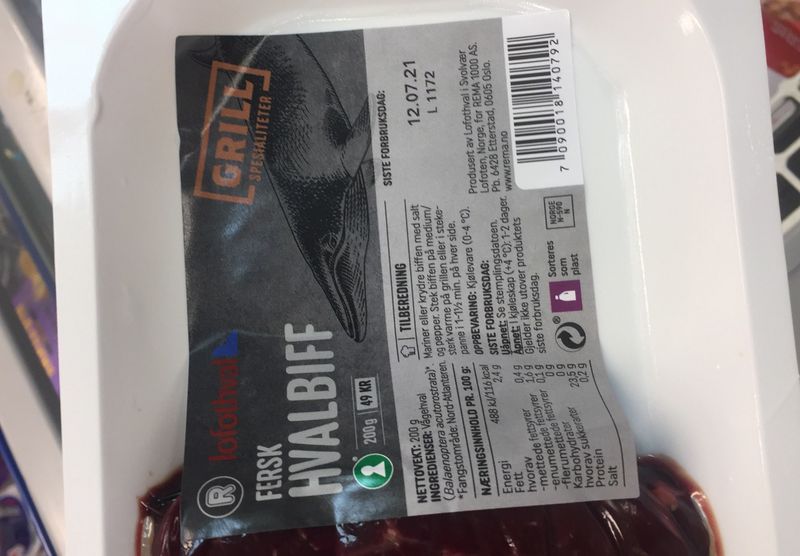 GRILL
SPESIALITETER
R lofothval
FERSK
HVALBIFF
200g 49 KR
TILBEREDNING
Mariner eller krydre biffen med salt
og pepper. Stek biffen på medium/
sterk varme på grillen eller i steke-
panne i 1-1½ min. på hver side.
OPPBEVARING: Kjølevare (0-4 °C).
SISTE FORBRUKSDAG:
Uåpnet: Se stemplingsdatoen.
Åpnet: I kjøleskap (+4 °C): 1-2 dager.
Gjelder ikke utover produktets
siste forbruksdag.
NETTOVEKT: 200 g
INGREDIENSER: Vågehval
(Balaenoptera acutorostrata)*.
*Fangstområde: Nord-Atlanteren.
NÆRINGSINNHOLD PR. 100 g:
Energi 488 kJ/116 kcal
Fett 2,4 g
hvorav
-mettede fettsyrer 0,4 g
-enumettede fettsyrer 1,6 g
-flerumettede fettsyrer 0,1 g
Karbohydrater 0 g
hvorav sukkerarter 0 g
Protein 23,5 g
Salt 0,2 g
Sorteres
som
plast
NORGE
N-590
N
SISTE FORBRUKSDAG:
12.07.21
L 1172
Produsert av Lofothval i Svolvær
Lofoten, Norge, for REMA 1000 AS.
Pb. 6428 Etterstad, 0605 Oslo.
www.rema.no
7 090018 140792